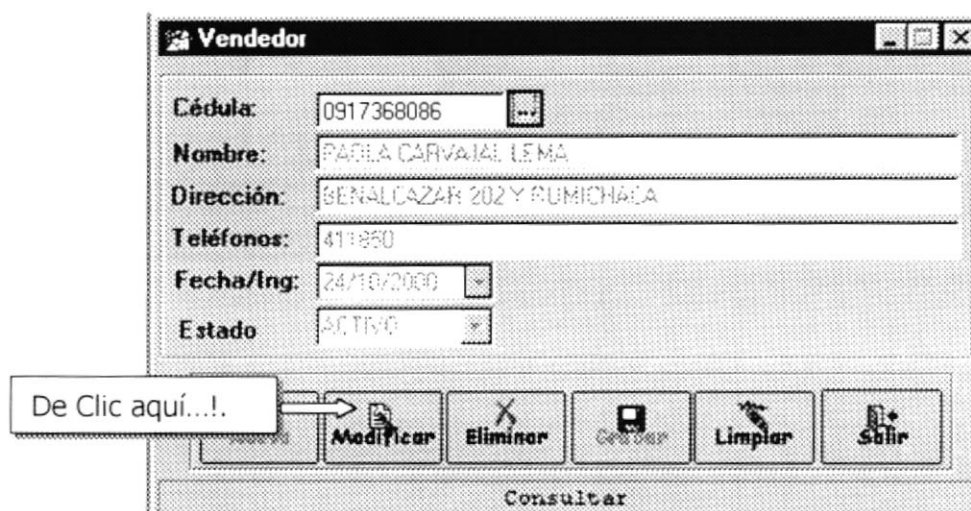 Vendedor
Cédula: 0917368086 ...
Nombre: PAOLA CARVAJAL LEMA
Dirección: BENALCAZAR 202 Y RUMICHACA
Teléfonos: 411860
Fecha/Ing: 24/10/2000
Estado ACTIVO
De Clic aquí...!.
Modificar Eliminar Grabar Limpiar Salir
Consultar